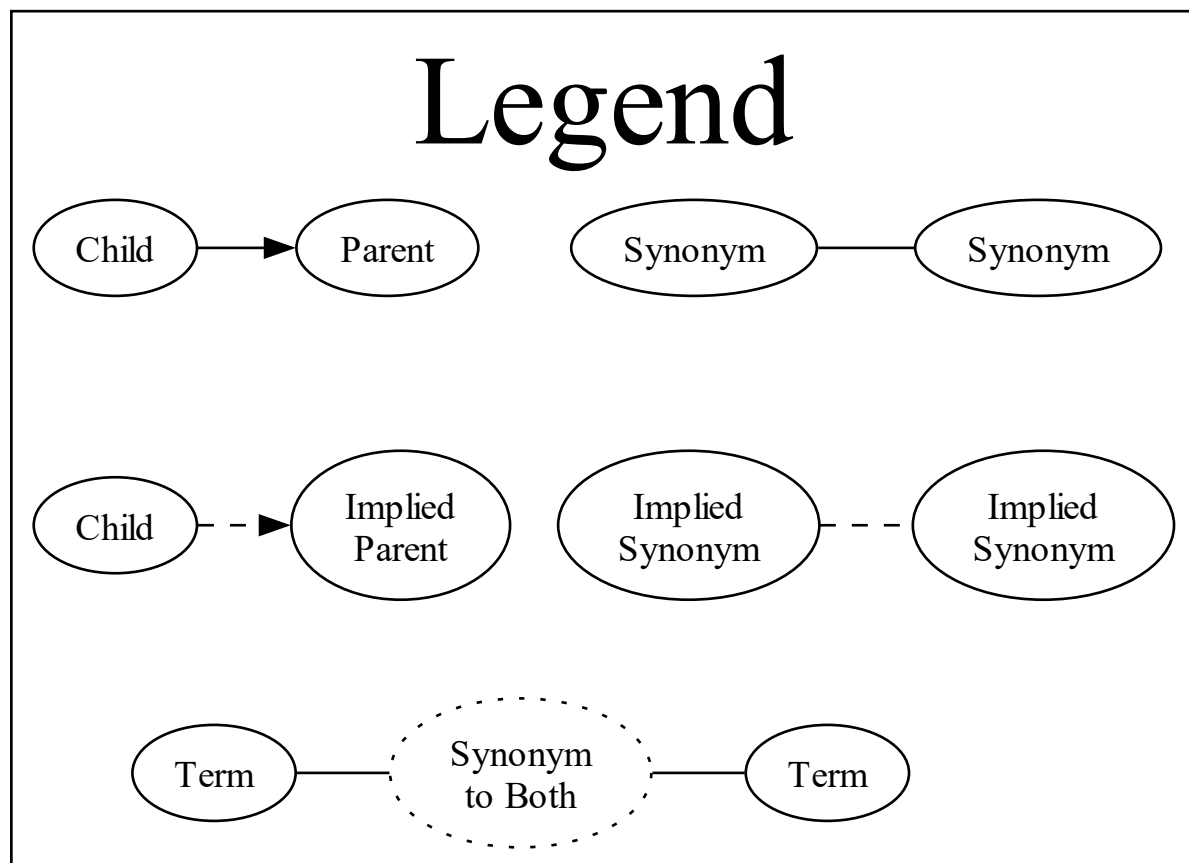 Legend
Child
Parent
Synonym
Synonym
Child
Implied
Parent
Implied
Synonym
Implied
Synonym
Term
Synonym
to Both
Term